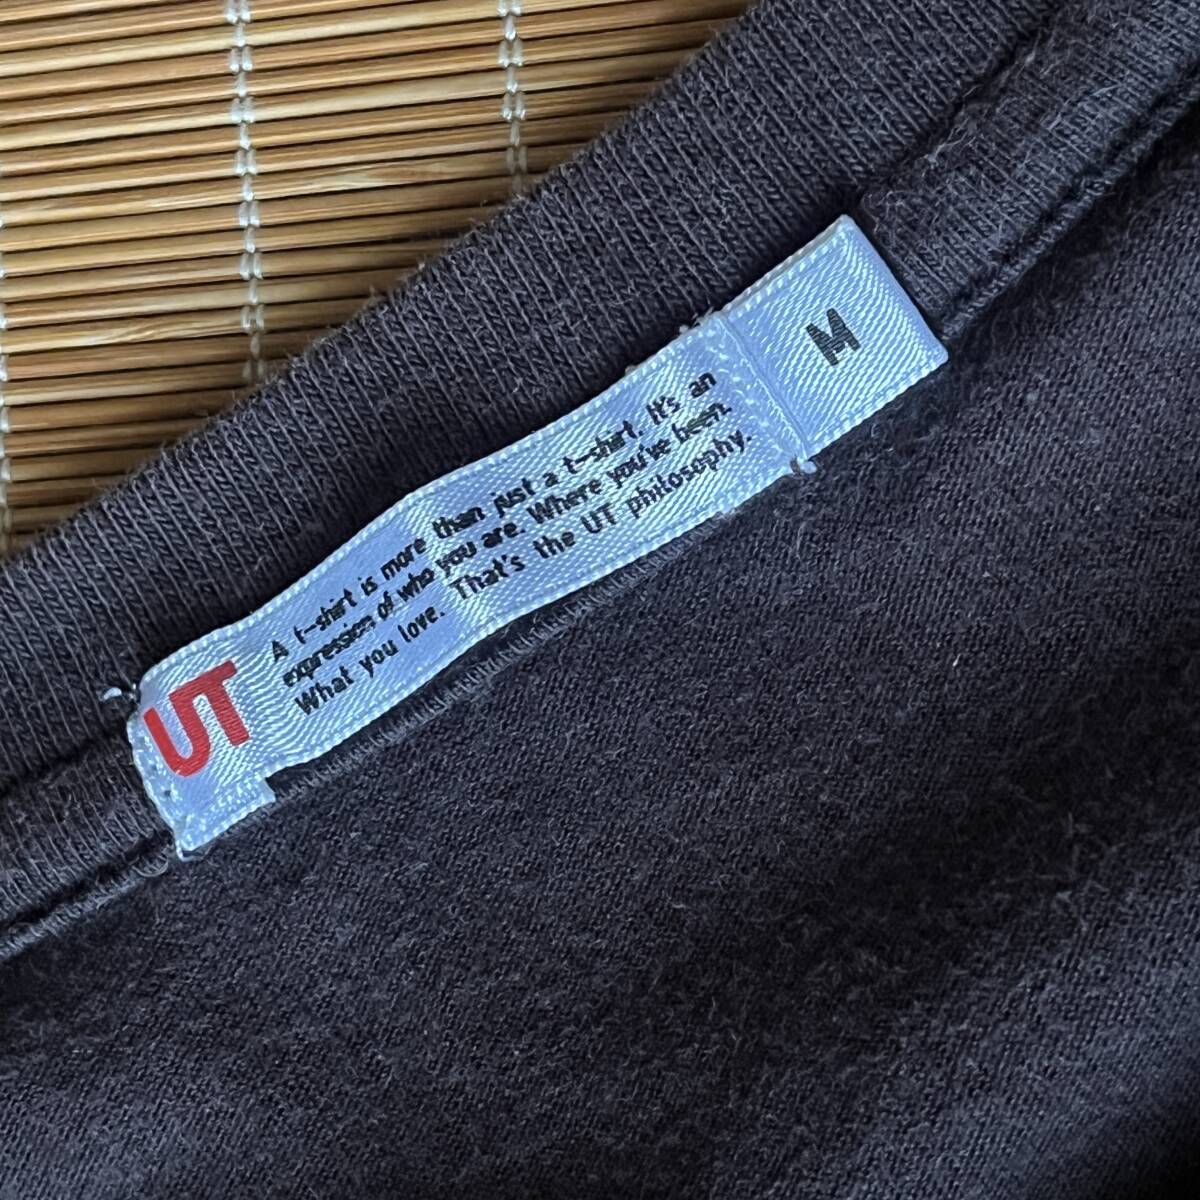 M
A t-shirt is more than just a t-shirt. It's an
expression of who you are. Where you've been.
What you love. That's the UT philosophy.
UT